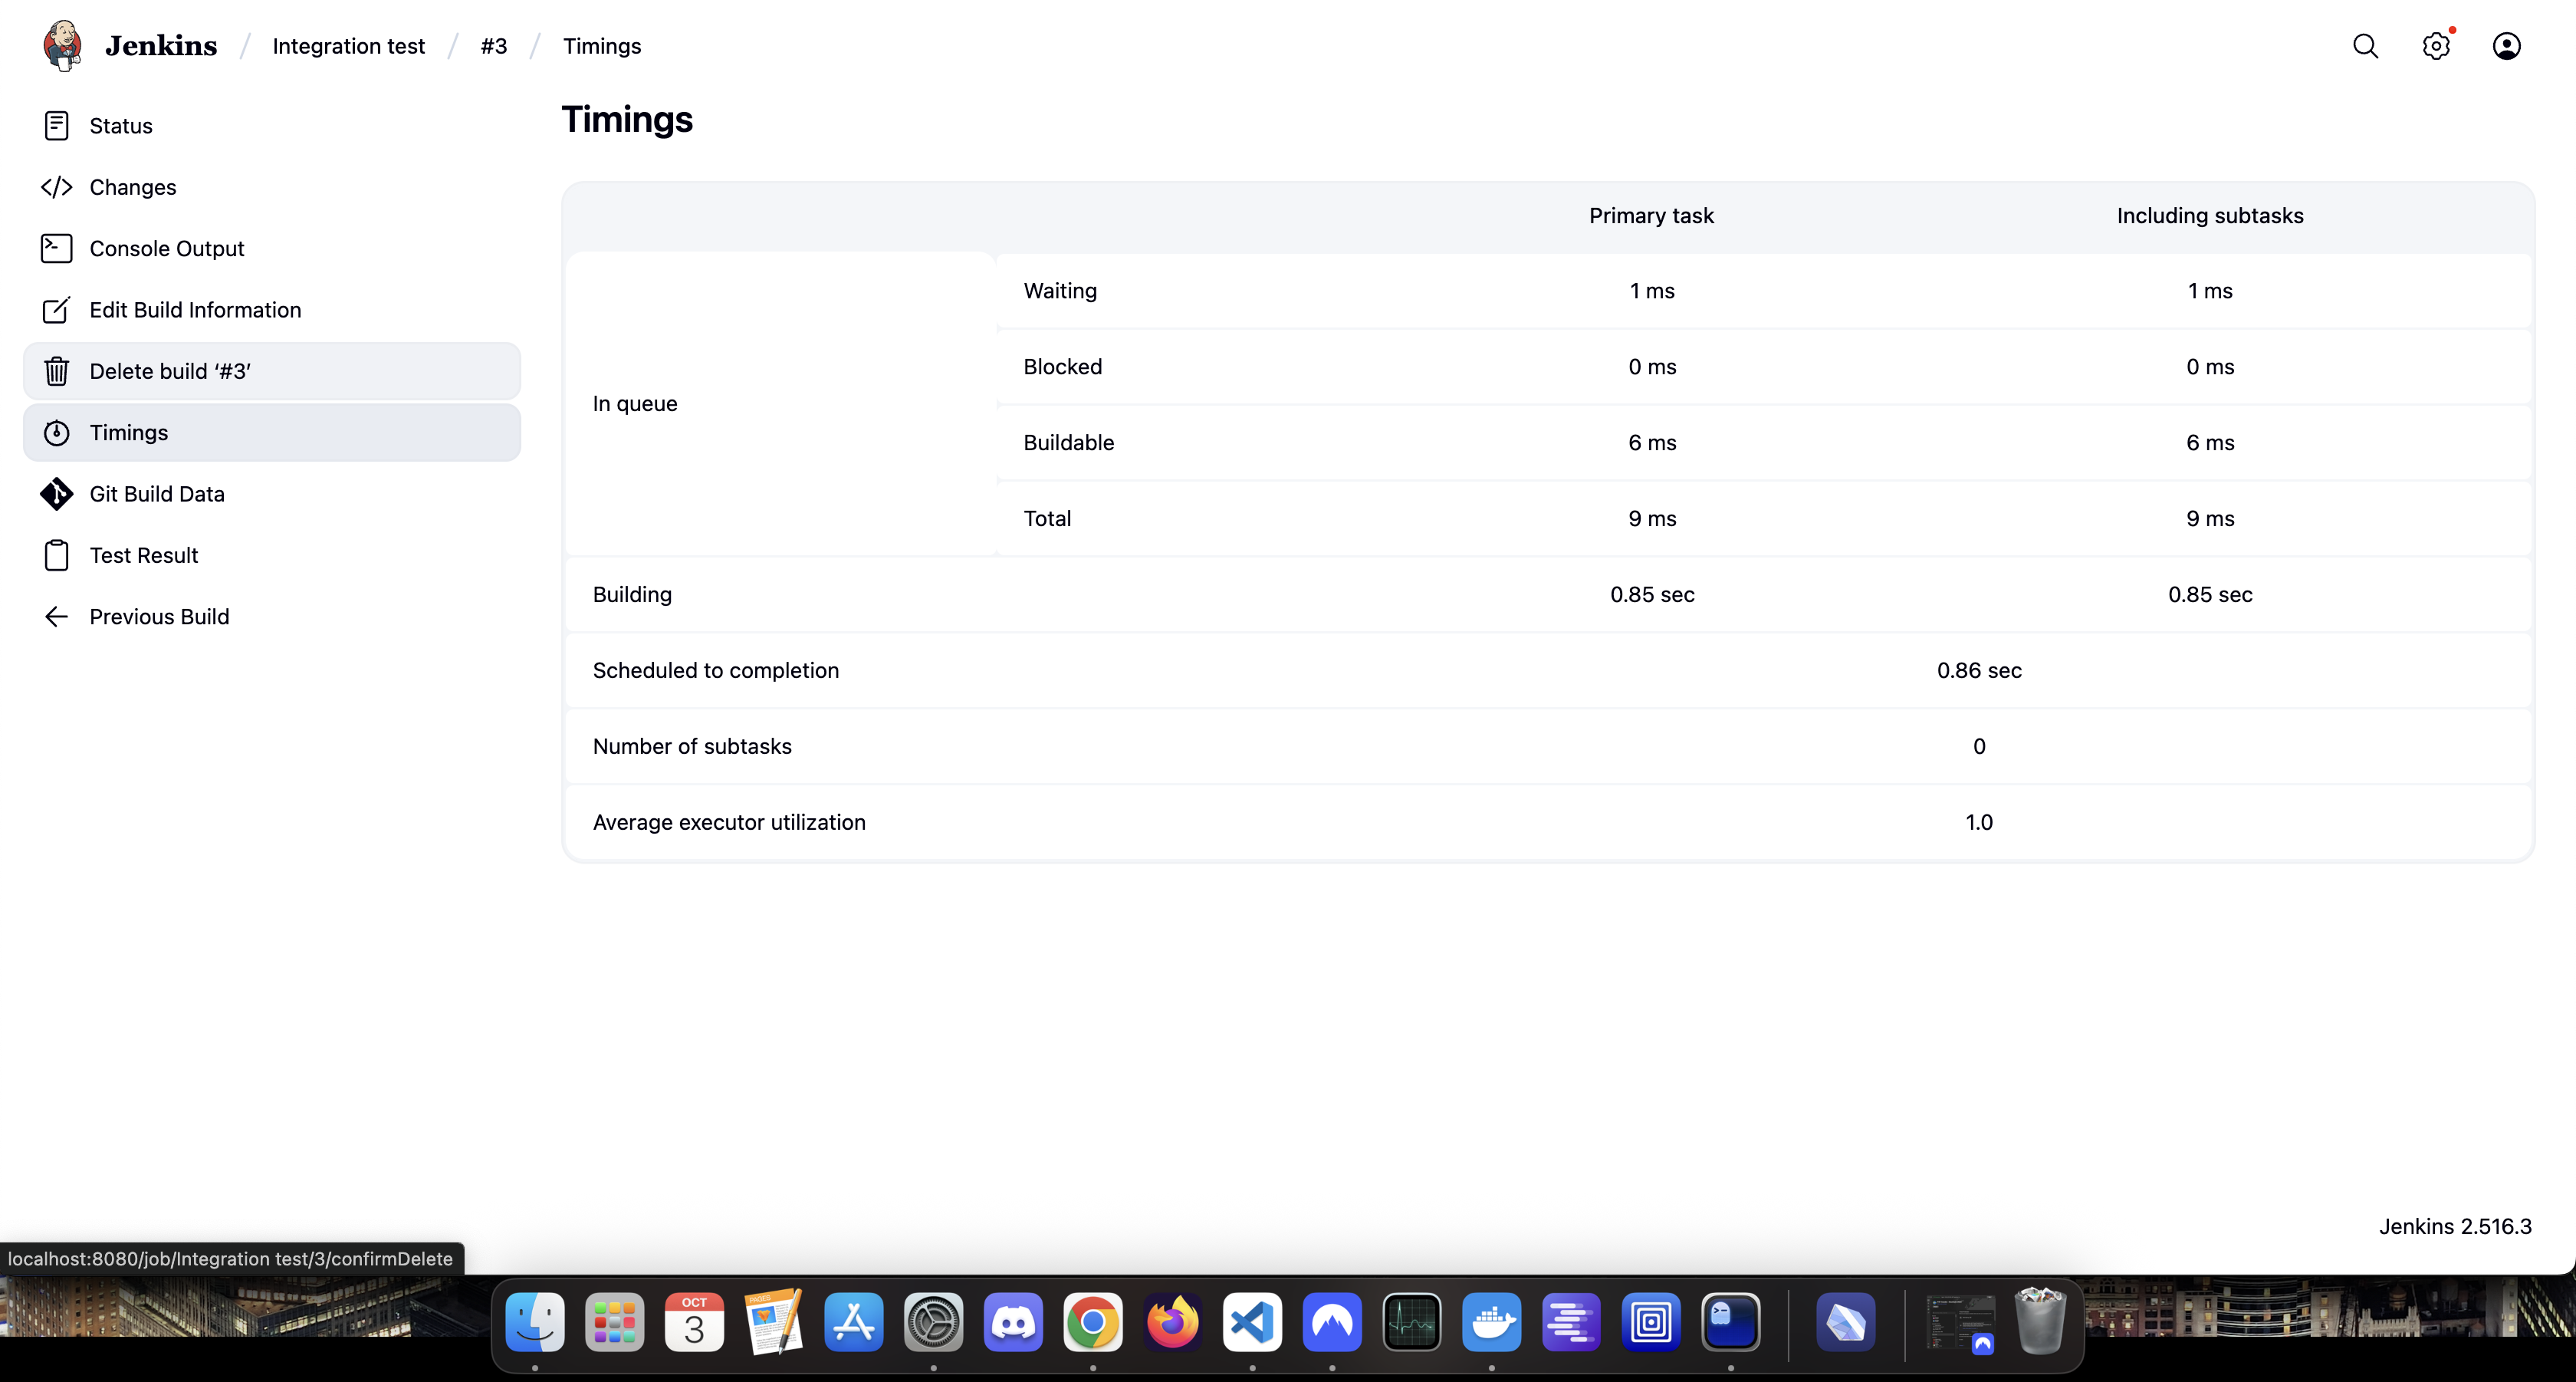 Jenkins / Integration test / #3 / Timings
Status
Changes
Console Output
Edit Build Information
Delete build ‘#3’
Timings
Git Build Data
Test Result
Previous Build
Timings
Primary task Including subtasks
In queue
Waiting 1 ms 1 ms
Blocked 0 ms 0 ms
Buildable 6 ms 6 ms
Total 9 ms 9 ms
Building 0.85 sec 0.85 sec
Scheduled to completion 0.86 sec
Number of subtasks 0
Average executor utilization 1.0
Jenkins 2.516.3
localhost:8080/job/Integration test/3/confirmDelete
OCT
3
PAGES